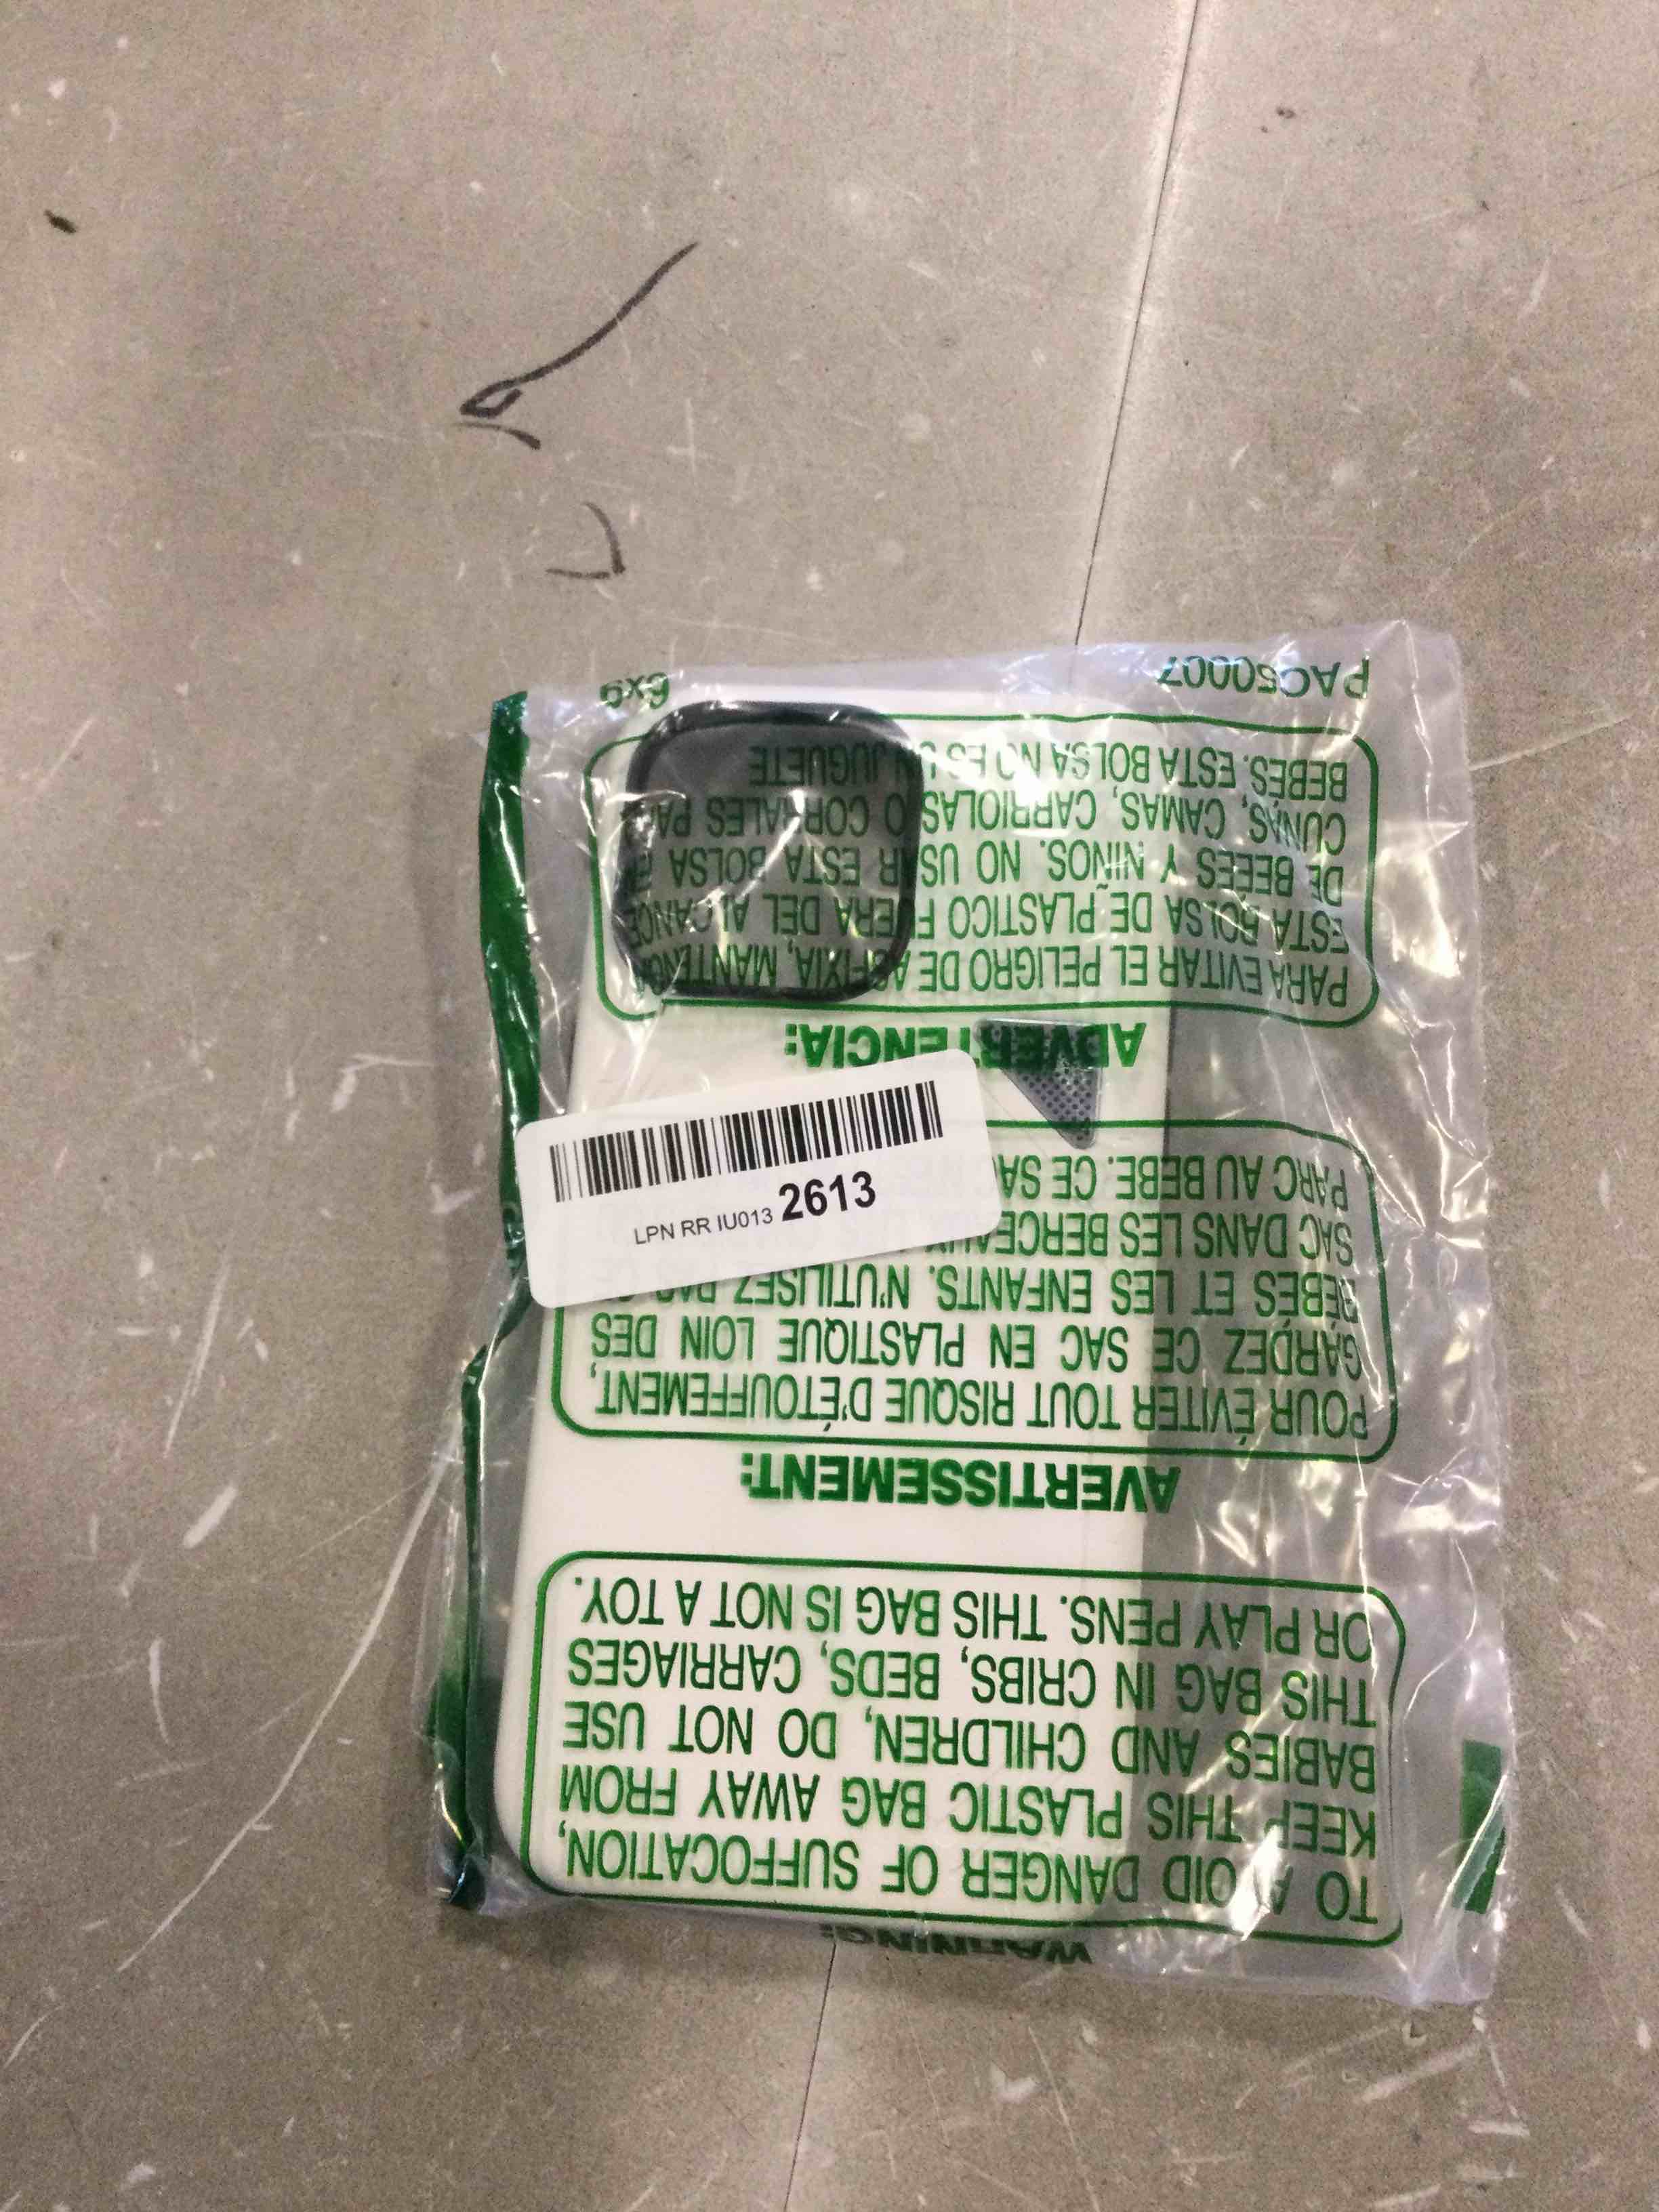 WARNING:
TO AVOID DANGER OF SUFFOCATION,
KEEP THIS PLASTIC BAG AWAY FROM
BABIES AND CHILDREN, DO NOT USE
THIS BAG IN CRIBS, BEDS, CARRIAGES
OR PLAY PENS. THIS BAG IS NOT A TOY.
AVERTISSEMENT:
POUR ÉVITER TOUT RISQUE D'ÉTOUFFEMENT,
GARDEZ CE SAC EN PLASTIQUE LOIN DES
BÉBÉS ET LES ENFANTS. N'UTILISEZ PAS CE
SAC DANS LES BERCEAUX
PARC AU BÉBÉ. CE SAC
ADVERTENCIA:
PARA EVITAR EL PELIGRO DE ASFIXIA, MANTENGA
ESTA BOLSA DE PLASTICO FUERA DEL ALCANCE
DE BEBES Y NIÑOS. NO USAR ESTA BOLSA
CUNAS, CAMAS, CARRIOLAS O CORRALES PARA
BEBES. ESTA BOLSA NO ES UN JUGUETE
PAC50007 6x9
LPN RR IU013 2613